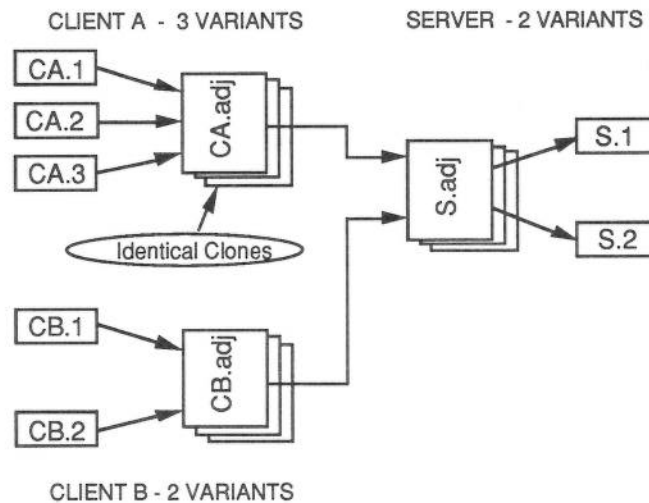 CLIENT A - 3 VARIANTS
SERVER - 2 VARIANTS
CA.1
CA.2
CA.3
CA.adj
Identical Clones
S.adj
S.1
S.2
CB.1
CB.2
CB.adj
CLIENT B - 2 VARIANTS